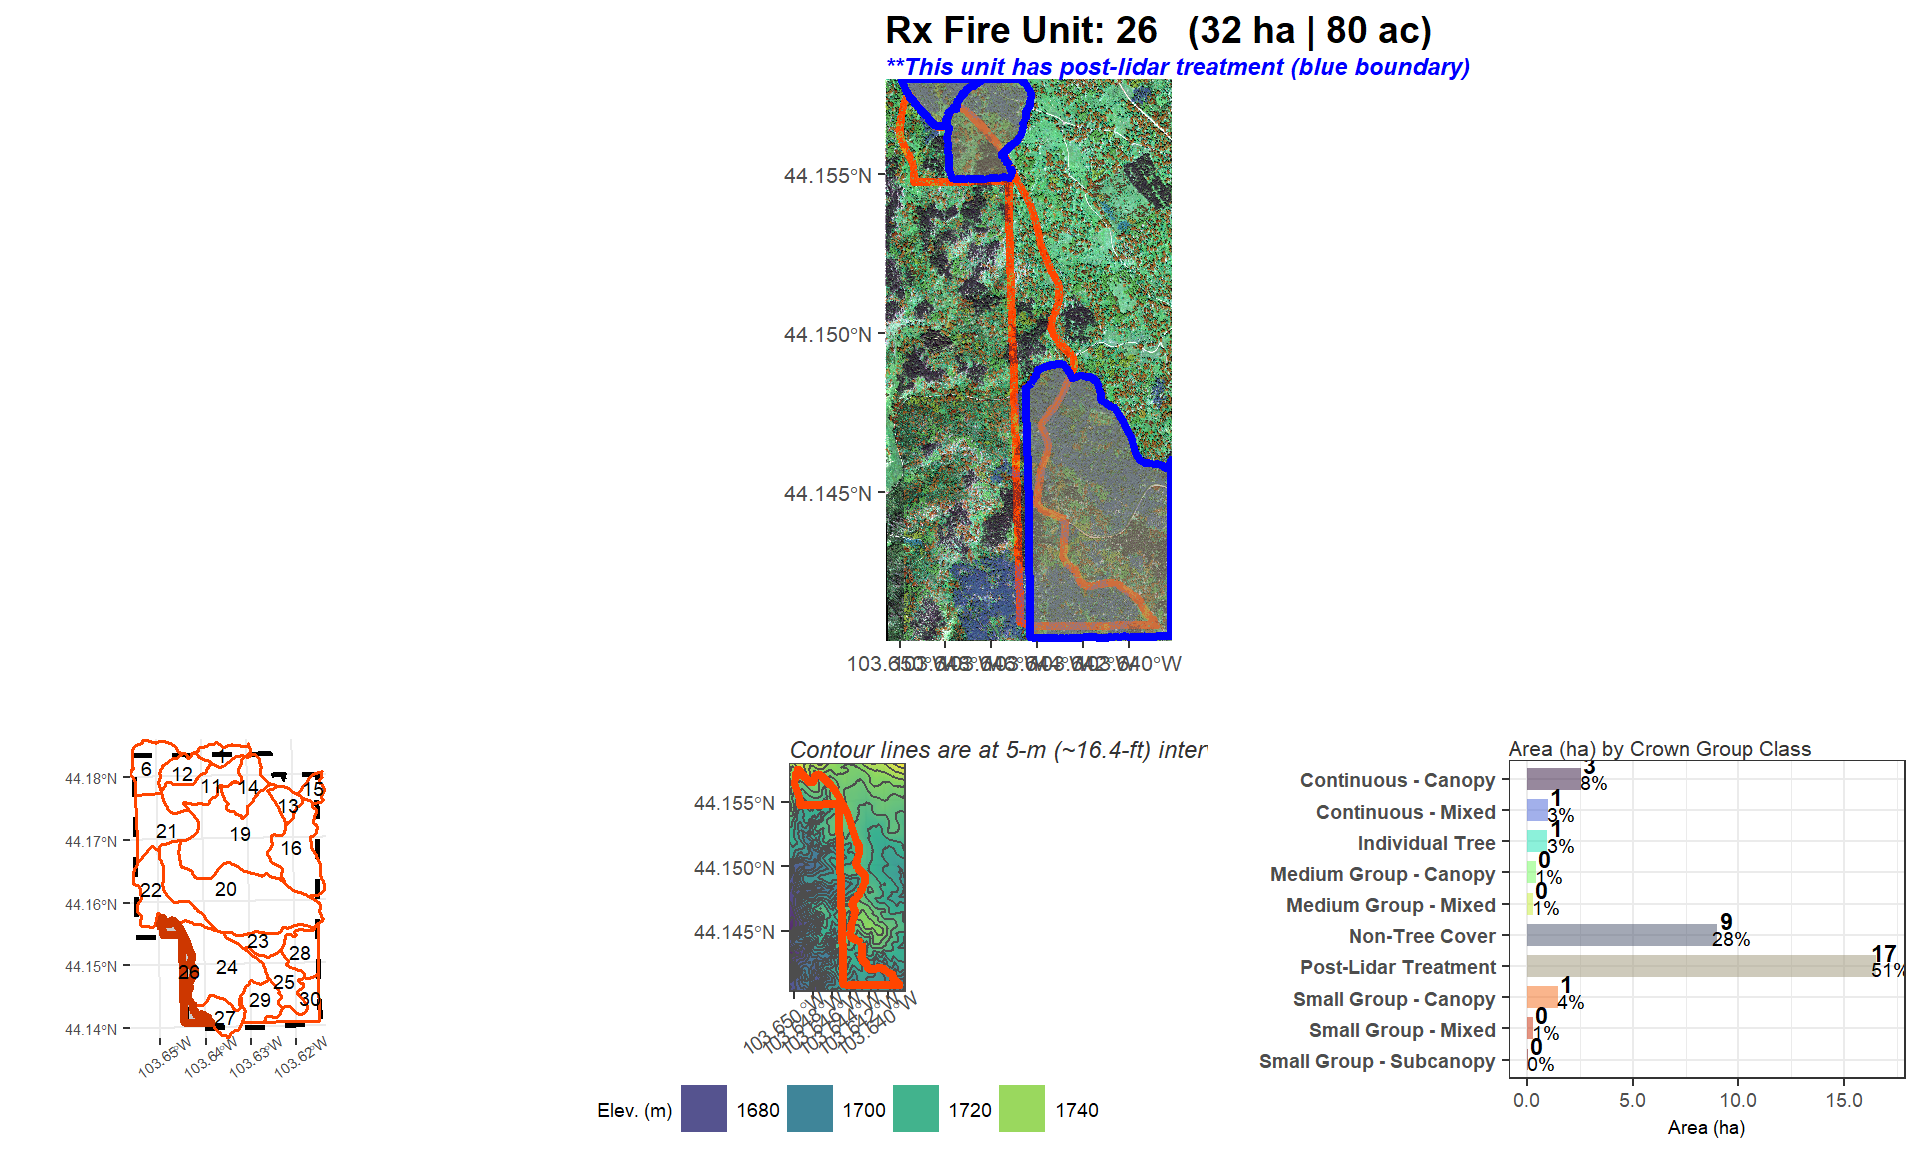 Rx Fire Unit: 26 (32 ha | 80 ac)
**This unit has post-lidar treatment (blue boundary)
44.155°N
44.150°N
44.145°N
103.650°W
103.640°W
44.18°N
44.17°N
44.16°N
44.15°N
44.14°N
6
12
11
14
15
13
21
19
16
22
20
23
28
26
24
25
29
30
27
103.65°W
103.64°W
103.63°W
103.62°W
Contour lines are at 5-m (~16.4-ft) inter
44.155°N
44.150°N
44.145°N
103.650°W
103.648°W
103.646°W
103.644°W
103.642°W
103.640°W
Elev. (m)
1680
1700
1720
1740
Area (ha) by Crown Group Class
Continuous - Canopy
3
8%
Continuous - Mixed
1
3%
Individual Tree
1
3%
Medium Group - Canopy
0
1%
Medium Group - Mixed
0
1%
Non-Tree Cover
9
28%
Post-Lidar Treatment
17
51%
Small Group - Canopy
1
4%
Small Group - Mixed
0
1%
Small Group - Subcanopy
0
0%
0.0
5.0
10.0
15.0
Area (ha)